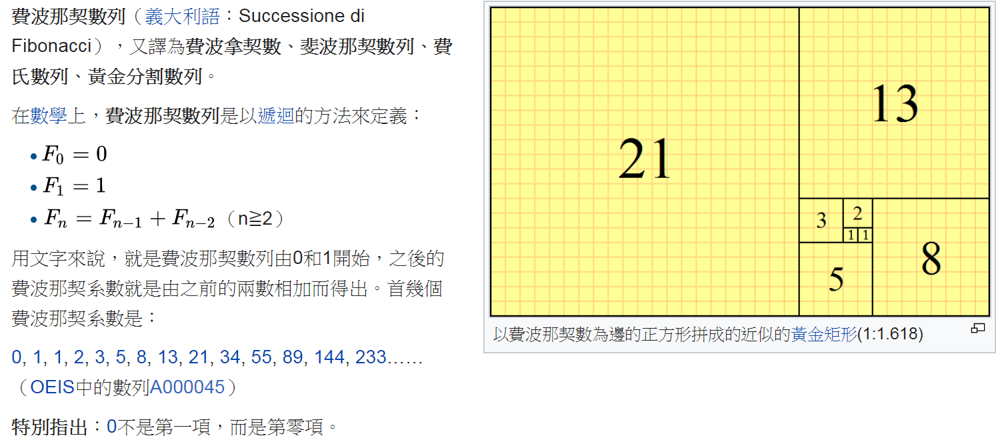 費波那契數列（義大利語：Successione di
Fibonacci），又譯為費波拿契數、斐波那契數列、費
氏數列、黃金分割數列。
在數學上，費波那契數列是以遞迴的方法來定義：
• F₀ = 0
• F₁ = 1
• Fₙ = Fₙ₋₁ + Fₙ₋₂（n≧2）
用文字來說，就是費波那契數列由0和1開始，之後的
費波那契系數就是由之前的兩數相加而得出。首幾個
費波那契系數是：
0, 1, 1, 2, 3, 5, 8, 13, 21, 34, 55, 89, 144, 233……
（OEIS中的數列A000045）
特別指出：0不是第一項，而是第零項。
21
13
3
2
1 1
8
5
以費波那契數為邊的正方形拼成的近似的黃金矩形(1:1.618)